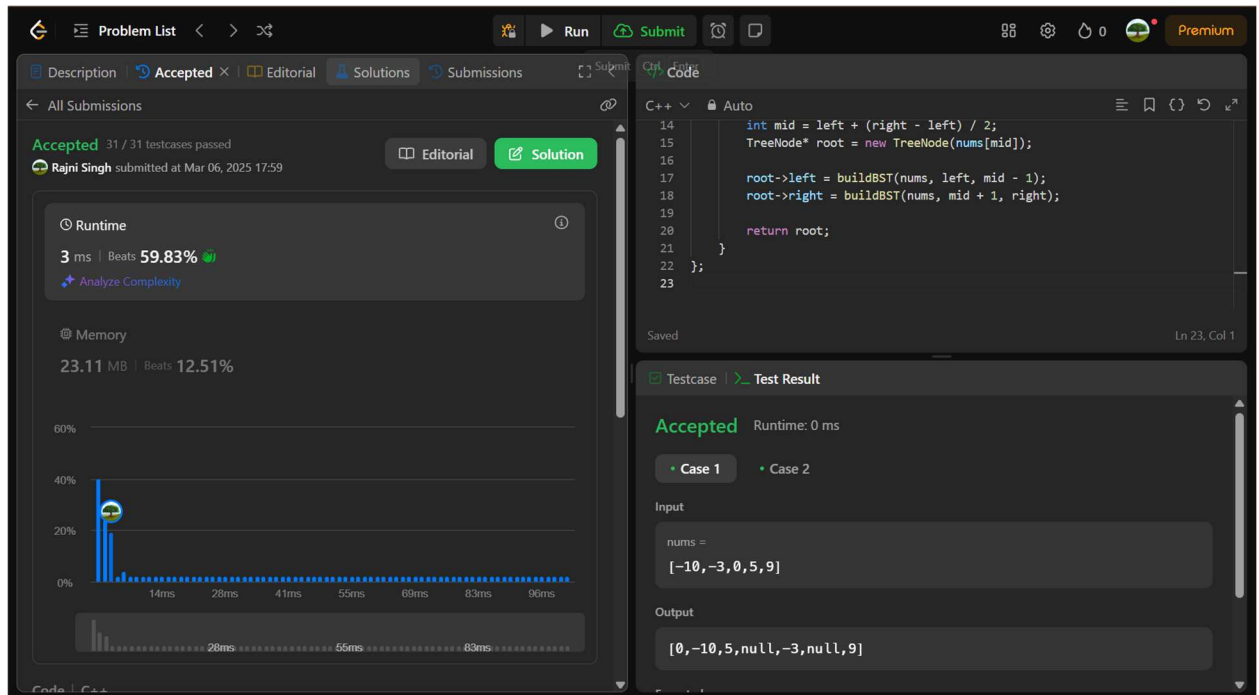 Problem List
Run
Submit
0
Premium
Description
Accepted
Editorial
Solutions
Submissions
Submit Ctrl Enter
All Submissions
Accepted 31 / 31 testcases passed
Rajni Singh submitted at Mar 06, 2025 17:59
Editorial
Solution
Runtime
3 ms | Beats 59.83%
Analyze Complexity
Memory
23.11 MB | Beats 12.51%
60%
40%
20%
0%
14ms 28ms 41ms 55ms 69ms 83ms 96ms
28ms 55ms 83ms
Code | C++
Code
C++ Auto
14 int mid = left + (right - left) / 2;
15 TreeNode* root = new TreeNode(nums[mid]);
16
17 root->left = buildBST(nums, left, mid - 1);
18 root->right = buildBST(nums, mid + 1, right);
19
20 return root;
21 }
22 };
23
Saved
Ln 23, Col 1
Testcase
>_ Test Result
Accepted Runtime: 0 ms
• Case 1 • Case 2
Input
nums =
[-10,-3,0,5,9]
Output
[0,-10,5,null,-3,null,9]